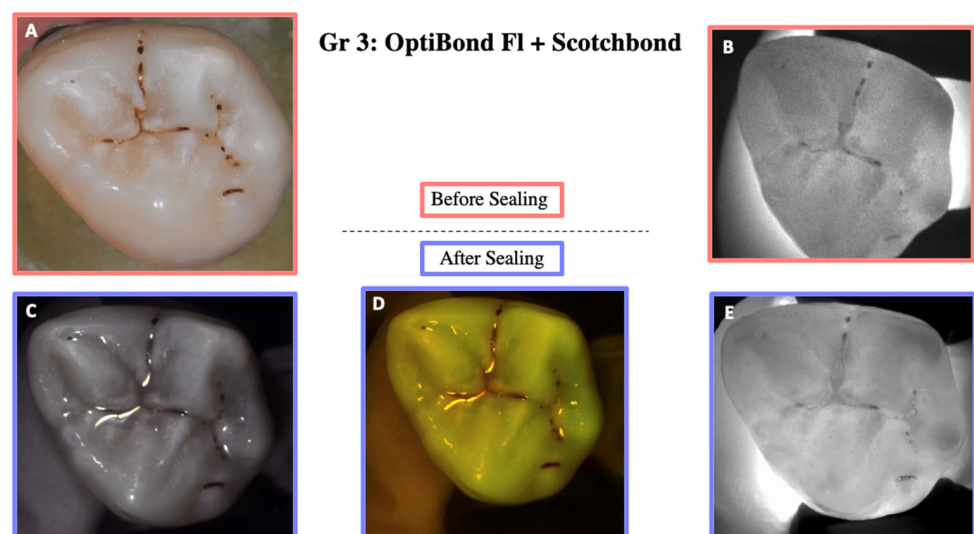 A
Gr 3: OptiBond Fl + Scotchbond
B
Before Sealing
After Sealing
C
D
E